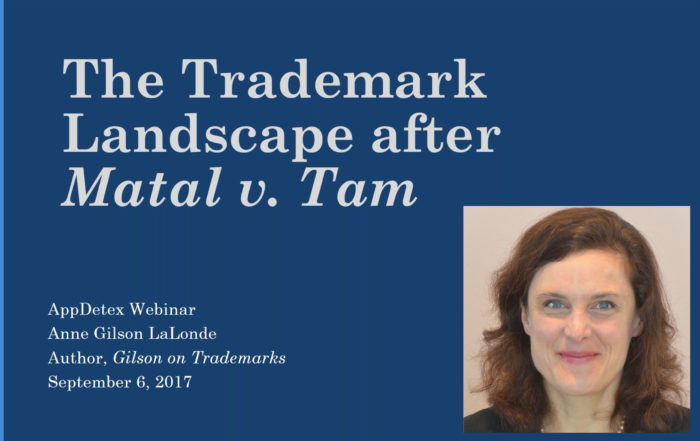 The Trademark
Landscape after
Matal v. Tam
AppDetex Webinar
Anne Gilson LaLonde
Author, Gilson on Trademarks
September 6, 2017